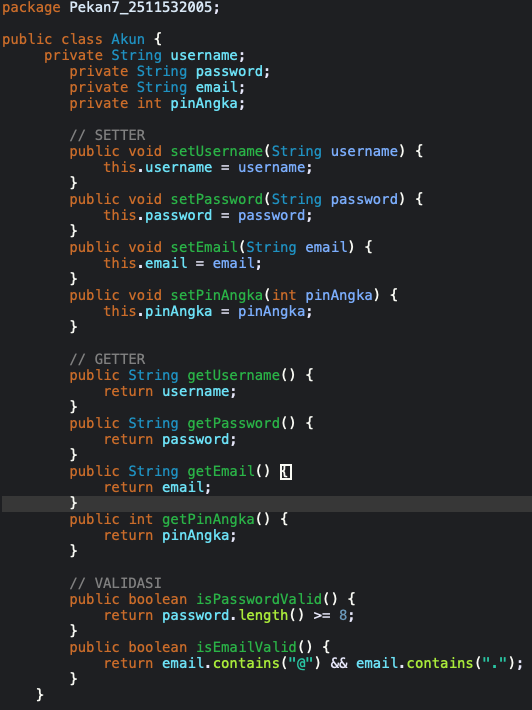 package Pekan7_2511532005;
public class Akun {
private String username;
private String password;
private String email;
private int pinAngka;
// SETTER
public void setUsername(String username) {
this.username = username;
}
public void setPassword(String password) {
this.password = password;
}
public void setEmail(String email) {
this.email = email;
}
public void setPinAngka(int pinAngka) {
this.pinAngka = pinAngka;
}
// GETTER
public String getUsername() {
return username;
}
public String getPassword() {
return password;
}
public String getEmail() {
return email;
}
public int getPinAngka() {
return pinAngka;
}
// VALIDASI
public boolean isPasswordValid() {
return password.length() >= 8;
}
public boolean isEmailValid() {
return email.contains("@") && email.contains(".");
}
}